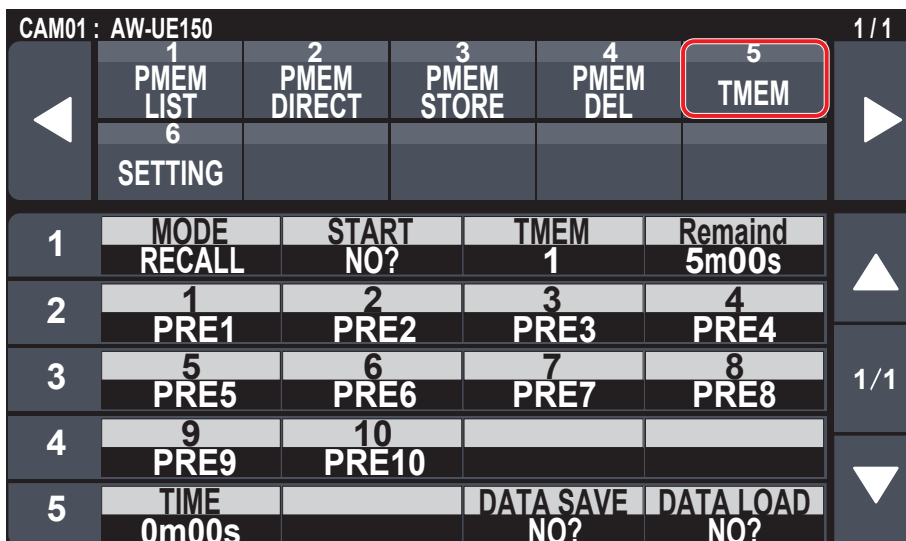 CAM01 : AW-UE150 1 / 1
1 2 3 4 5
PMEM LIST PMEM DIRECT PMEM STORE PMEM DEL TMEM
6
SETTING
1 MODE START TMEM Remaind
RECALL NO? 1 5m00s
2 1 2 3 4
PRE1 PRE2 PRE3 PRE4
3 5 6 7 8 1/1
PRE5 PRE6 PRE7 PRE8
4 9 10
PRE9 PRE10
5 TIME DATA SAVE DATA LOAD
0m00s NO? NO?